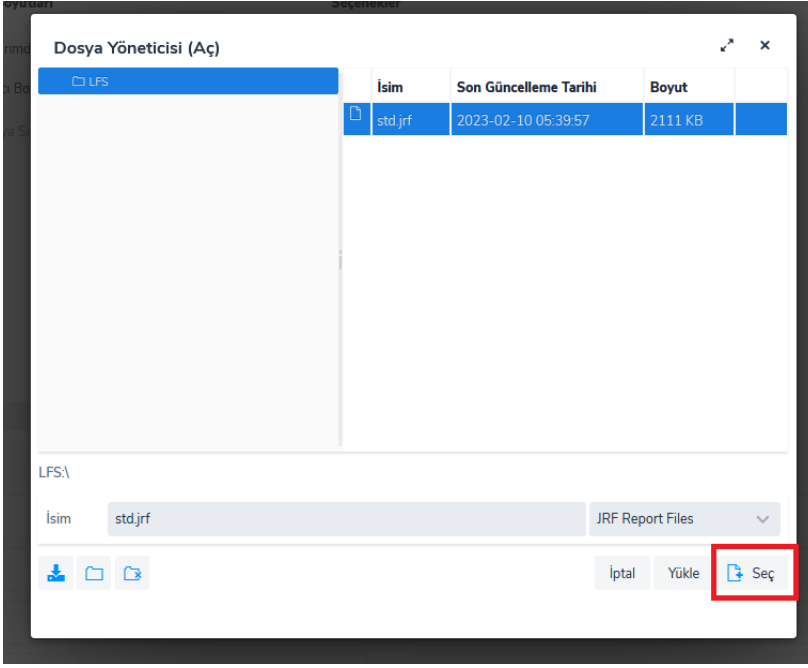 Seçenekler
Dosya Yöneticisi (Aç)
LFS
İsim Son Güncelleme Tarihi Boyut
std.jrf 2023-02-10 05:39:57 2111 KB
LFS:\
İsim std.jrf JRF Report Files
İptal Yükle Seç